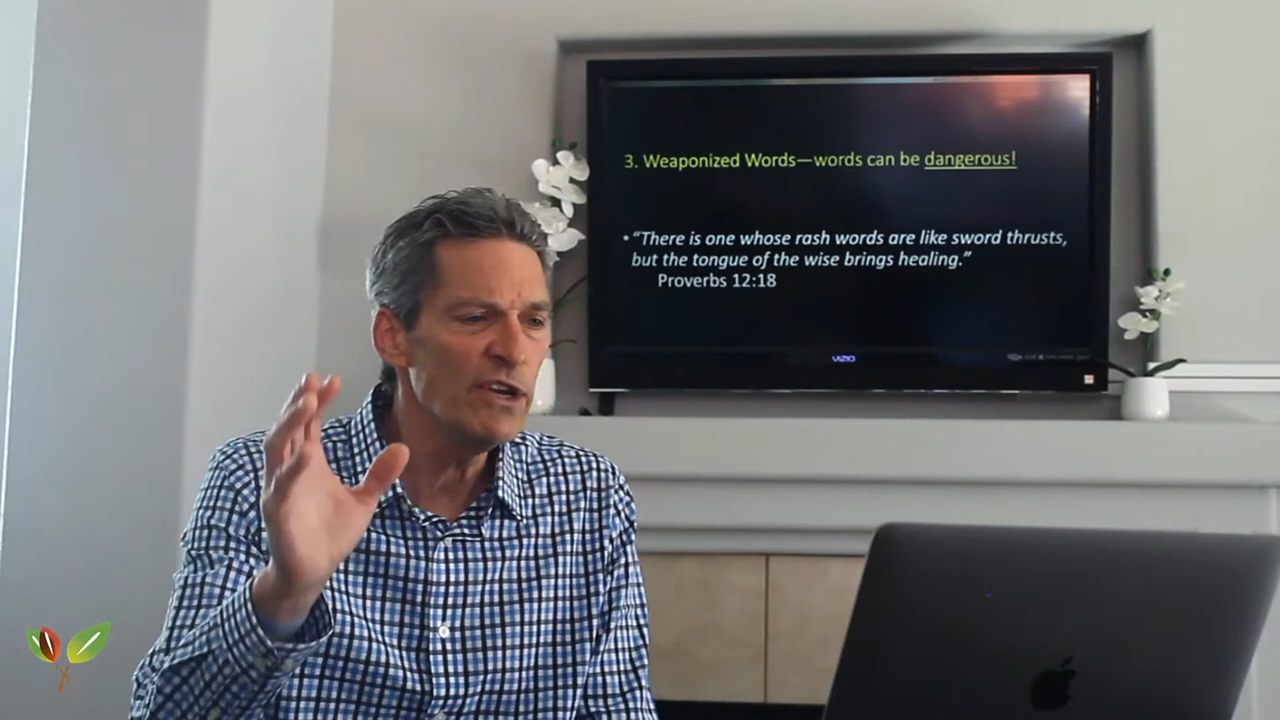 3. Weaponized Words—words can be dangerous!
• “There is one whose rash words are like sword thrusts,
but the tongue of the wise brings healing.”
Proverbs 12:18
VIZIO